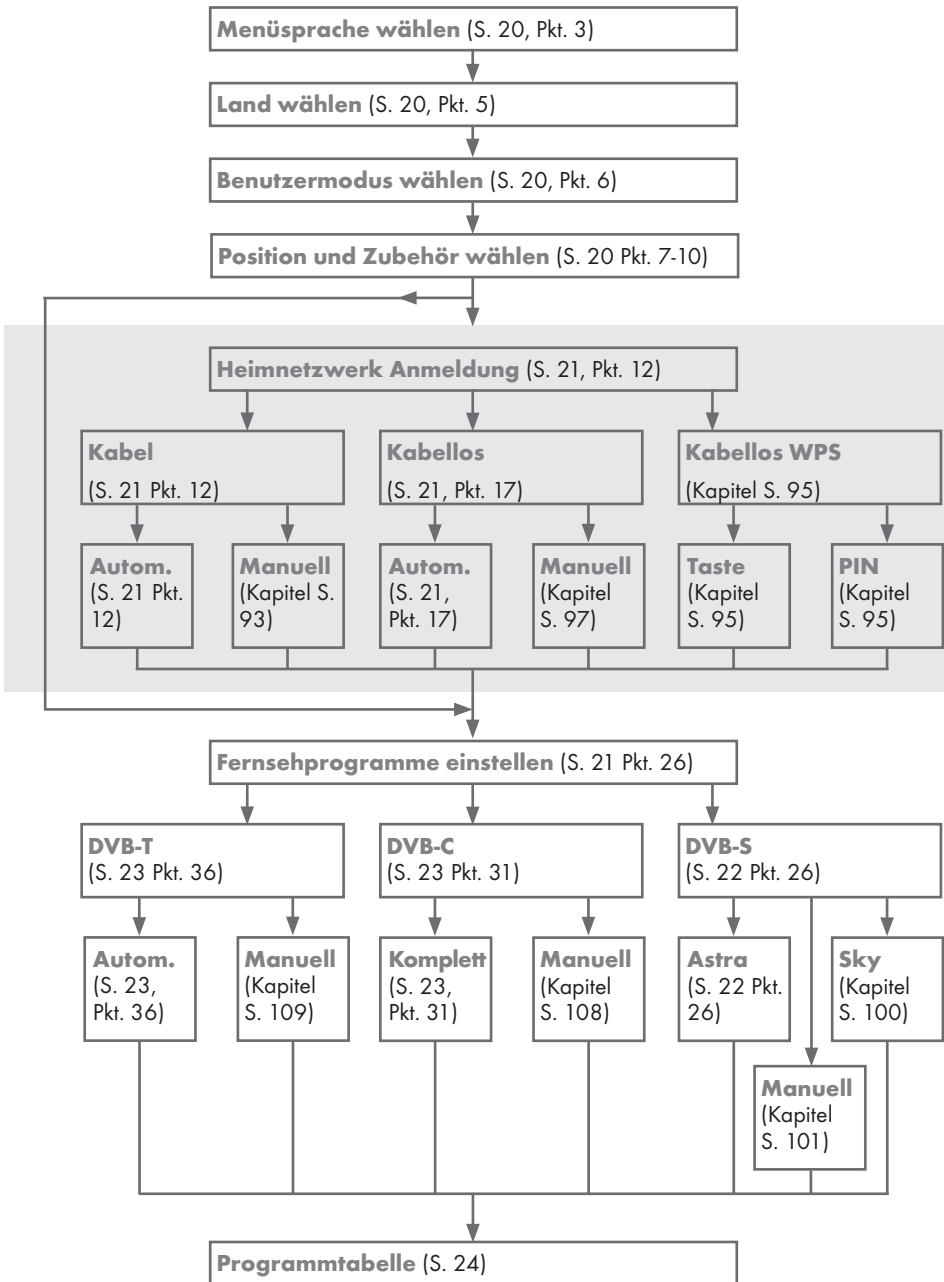 Menüsprache wählen (S. 20, Pkt. 3)
Land wählen (S. 20, Pkt. 5)
Benutzermodus wählen (S. 20, Pkt. 6)
Position und Zubehör wählen (S. 20 Pkt. 7-10)
Heimnetzwerk Anmeldung (S. 21, Pkt. 12)
Kabel
(S. 21 Pkt. 12)
Kabellos
(S. 21, Pkt. 17)
Kabellos WPS
(Kapitel S. 95)
Autom.
(S. 21 Pkt.
12)
Manuell
(Kapitel S.
93)
Autom.
(S. 21,
Pkt. 17)
Manuell
(Kapitel
S. 97)
Taste
(Kapitel
S. 95)
PIN
(Kapitel
S. 95)
Fernsehprogramme einstellen (S. 21 Pkt. 26)
DVB-T
(S. 23 Pkt. 36)
DVB-C
(S. 23 Pkt. 31)
DVB-S
(S. 22 Pkt. 26)
Autom.
(S. 23,
Pkt. 36)
Manuell
(Kapitel
S. 109)
Komplett
(S. 23,
Pkt. 31)
Manuell
(Kapitel
S. 108)
Astra
(S. 22 Pkt.
26)
Sky
(Kapitel
S. 100)
Manuell
(Kapitel
S. 101)
Programmtabelle (S. 24)